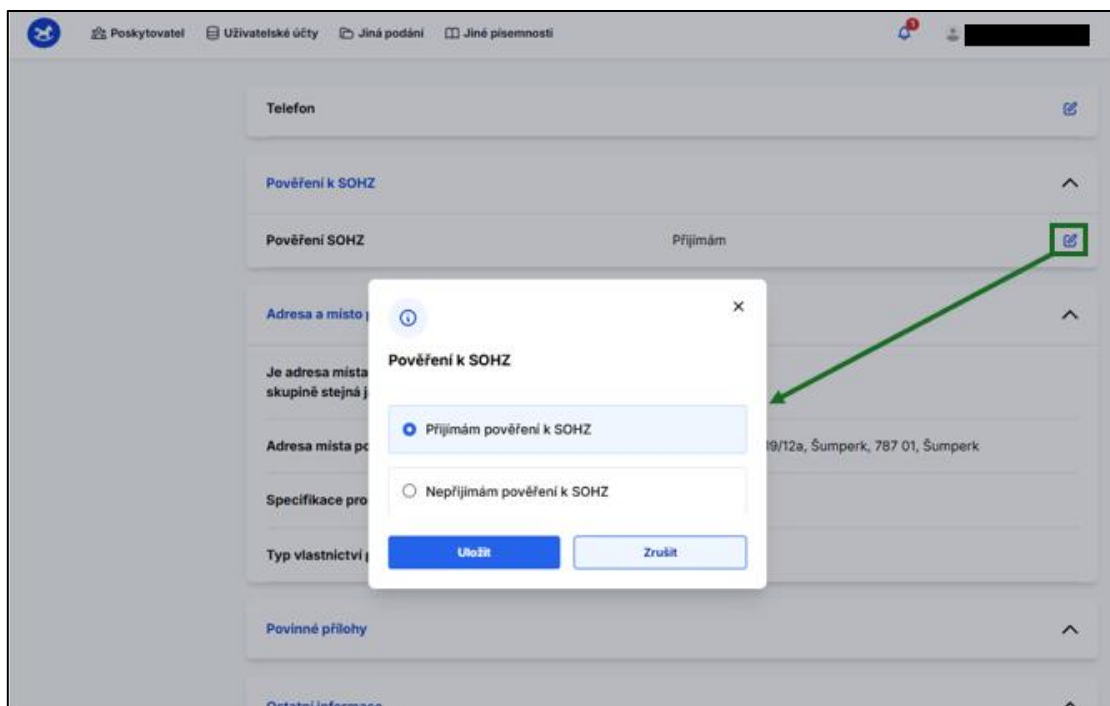 Poskytovatel Uživatelské účty Jiná podání Jiné písemnosti
Telefon
Pověření k SOHZ
Pověření SOHZ Přijímám
Adresa a místo
Pověření k SOHZ
Je adresa místa
skupině stejná
Přijímám pověření k SOHZ
Adresa místa 19/12a, Šumperk, 787 01, Šumperk
Nepřijímám pověření k SOHZ
Specifikace pro
Uložit Zrušit
Typ vlastnictví
Povinné přílohy
Ostatní informace